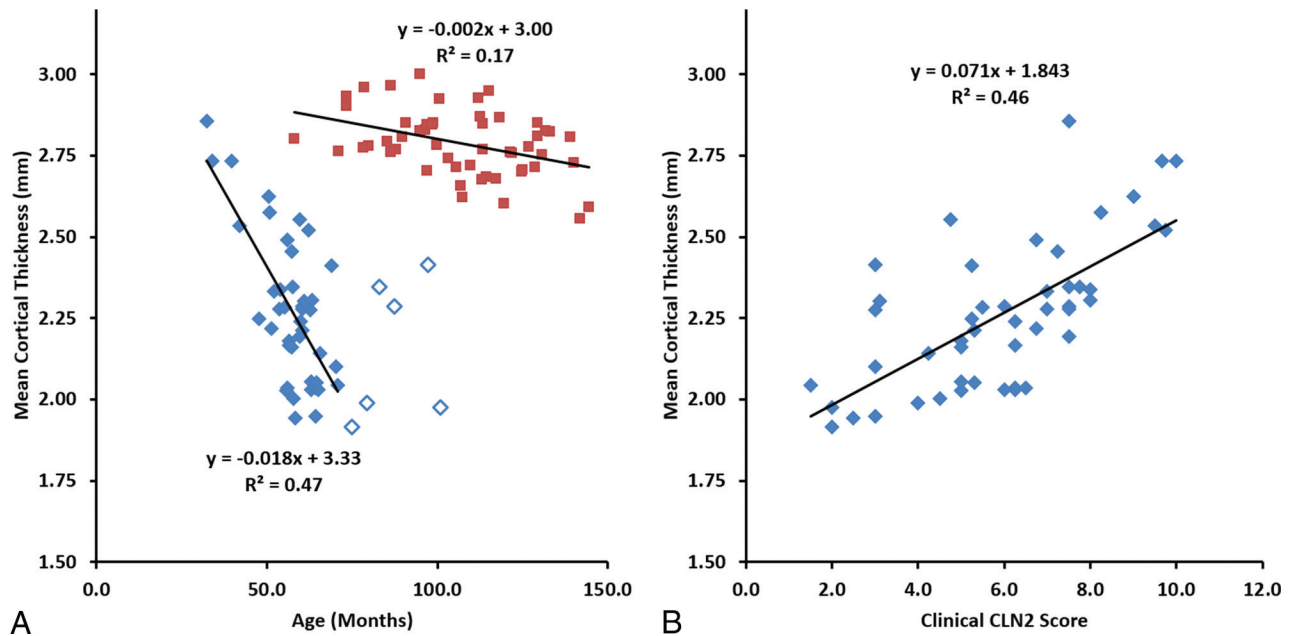 y = -0.002x + 3.00
R² = 0.17
3.00
2.75
2.50
2.25
2.00
1.75
1.50
Mean Cortical Thickness (mm)
y = -0.018x + 3.33
R² = 0.47
0.0 50.0 100.0 150.0
A
Age (Months)
y = 0.071x + 1.843
R² = 0.46
3.00
2.75
2.50
2.25
2.00
1.75
1.50
Mean Cortical Thickness (mm)
0.0 2.0 4.0 6.0 8.0 10.0 12.0
B
Clinical CLN2 Score